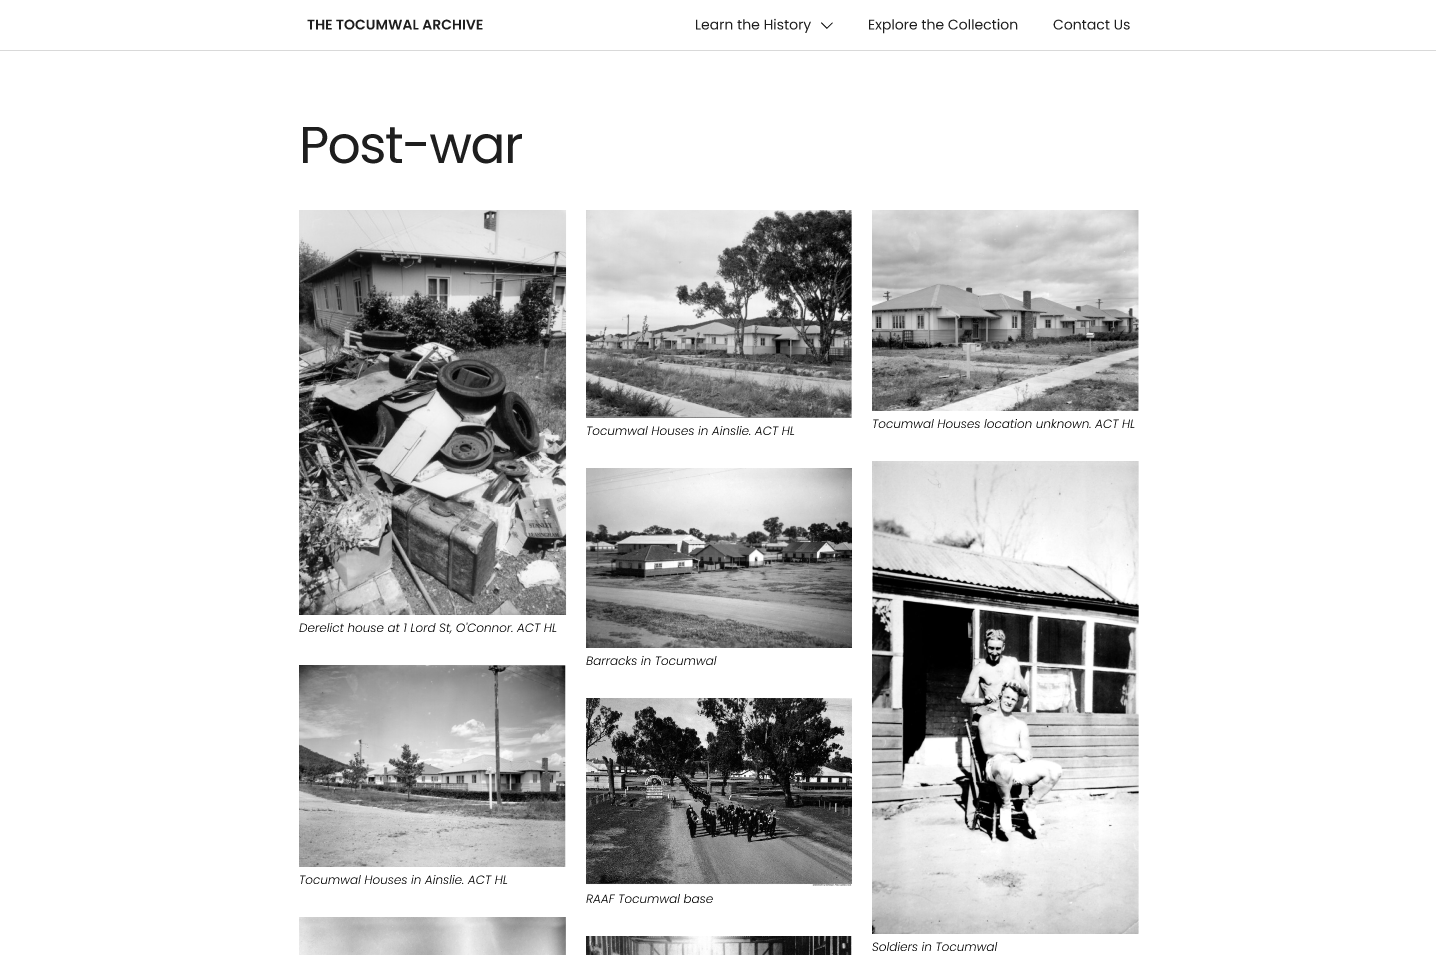 THE TOCUMWAL ARCHIVE
Learn the History
Explore the Collection
Contact Us
Post-war
Derelict house at 1 Lord St, O'Connor. ACT HL
Tocumwal Houses in Ainslie. ACT HL
Tocumwal Houses in Ainslie. ACT HL
Barracks in Tocumwal
RAAF Tocumwal base
Tocumwal Houses location unknown. ACT HL
Soldiers in Tocumwal